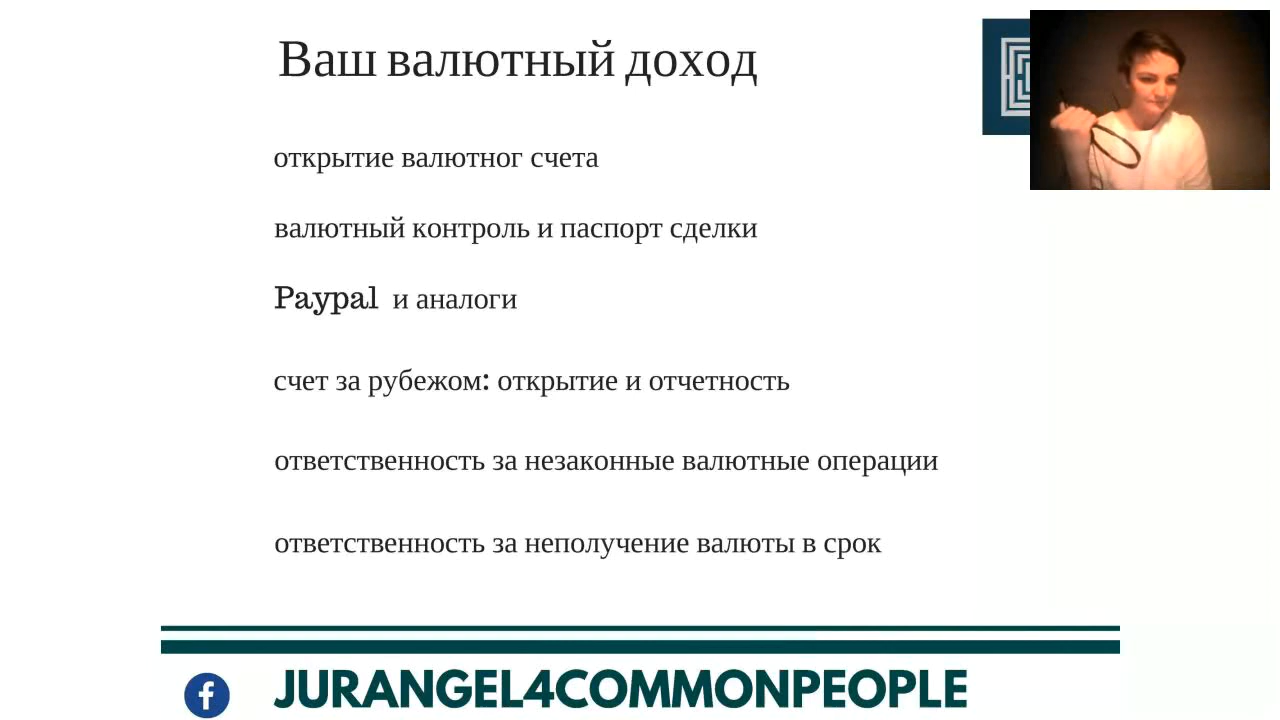 Ваш валютный доход
открытие валютног счета
валютный контроль и паспорт сделки
Paypal и аналоги
счет за рубежом: открытие и отчетность
ответственность за незаконные валютные операции
ответственность за неполучение валюты в срок
JURANGEL4COMMONPEOPLE